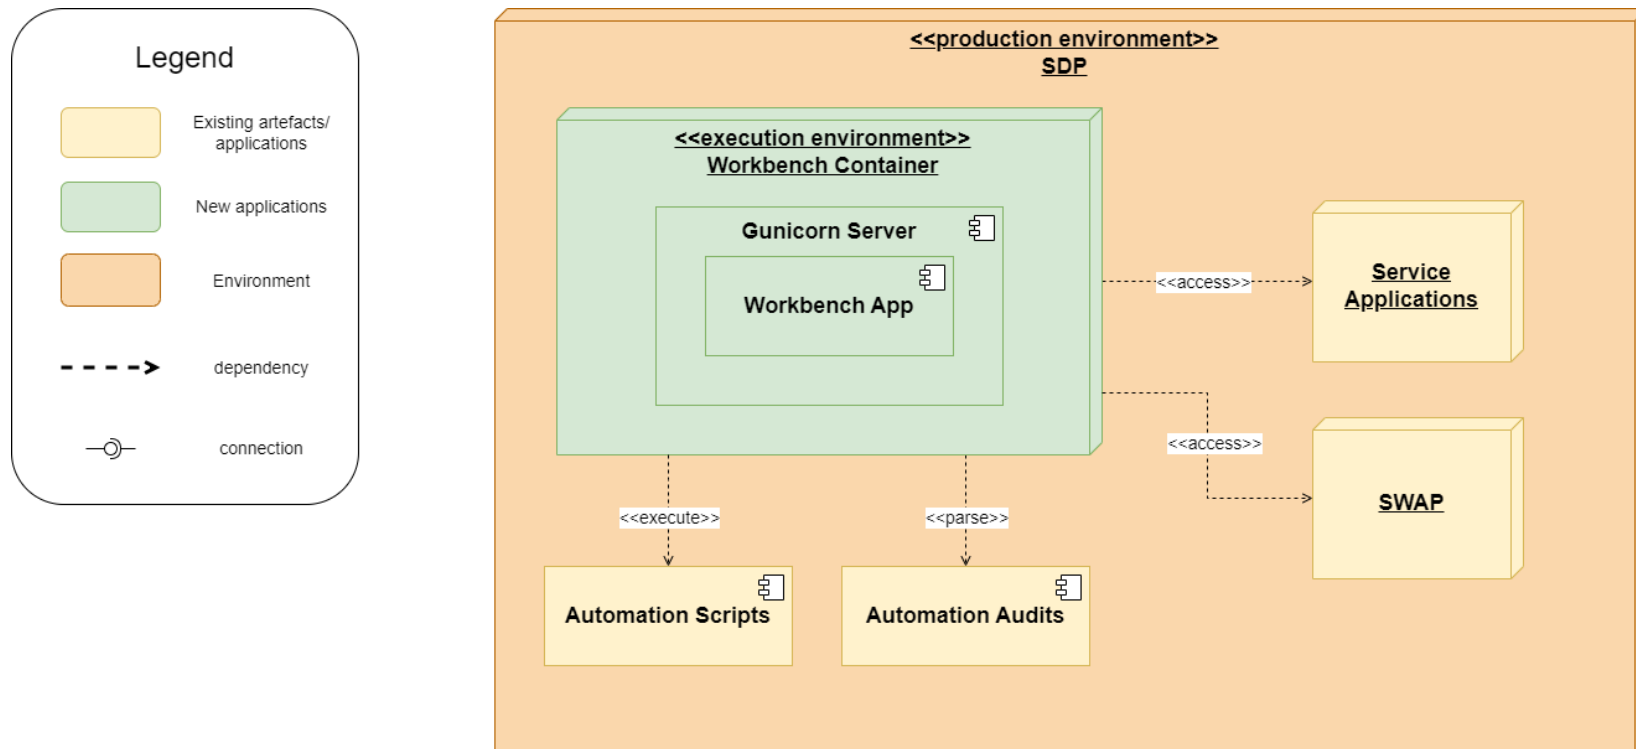 Legend
Existing artefacts/
applications
New applications
Environment
dependency
connection
<<production environment>>
SDP
<<execution environment>>
Workbench Container
Gunicorn Server
Workbench App
<<access>>
Service
Applications
<<access>>
SWAP
<<execute>>
<<parse>>
Automation Scripts
Automation Audits